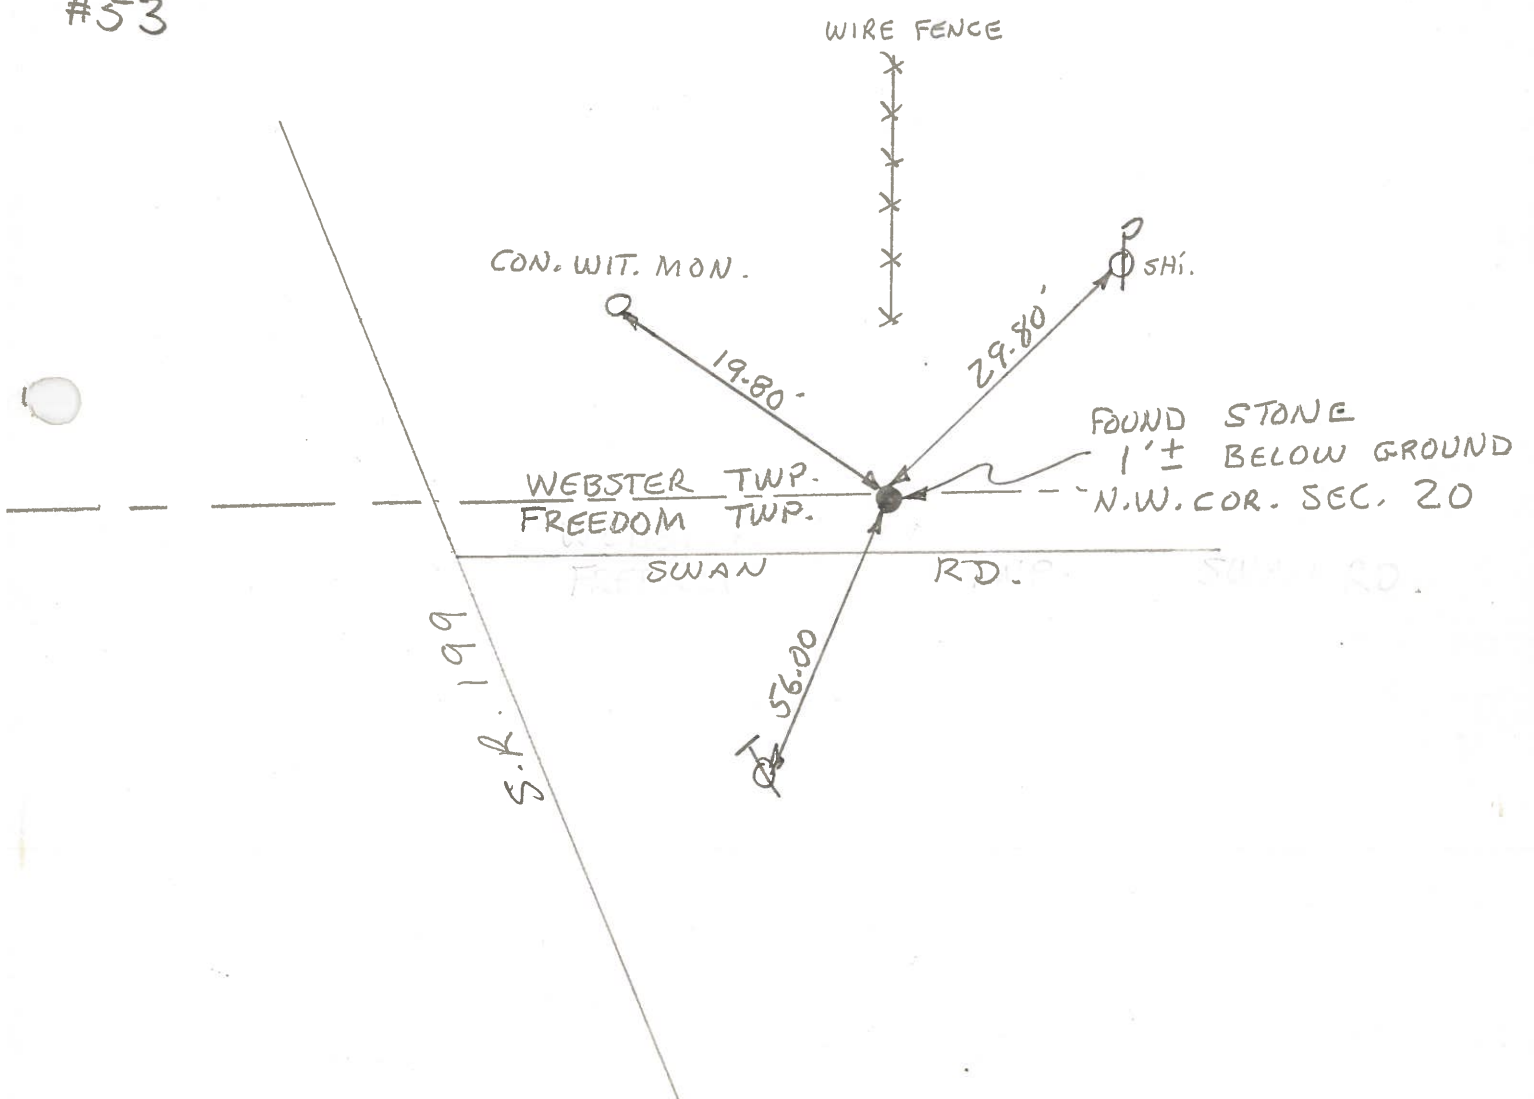 #53
WIRE FENCE
CON. WIT. MON.
SHI.
19.80'
29.80'
FOUND STONE
1'± BELOW GROUND
N.W. COR. SEC. 20
WEBSTER TWP.
FREEDOM TWP.
SWAN RD.
S.R. 199
56.00